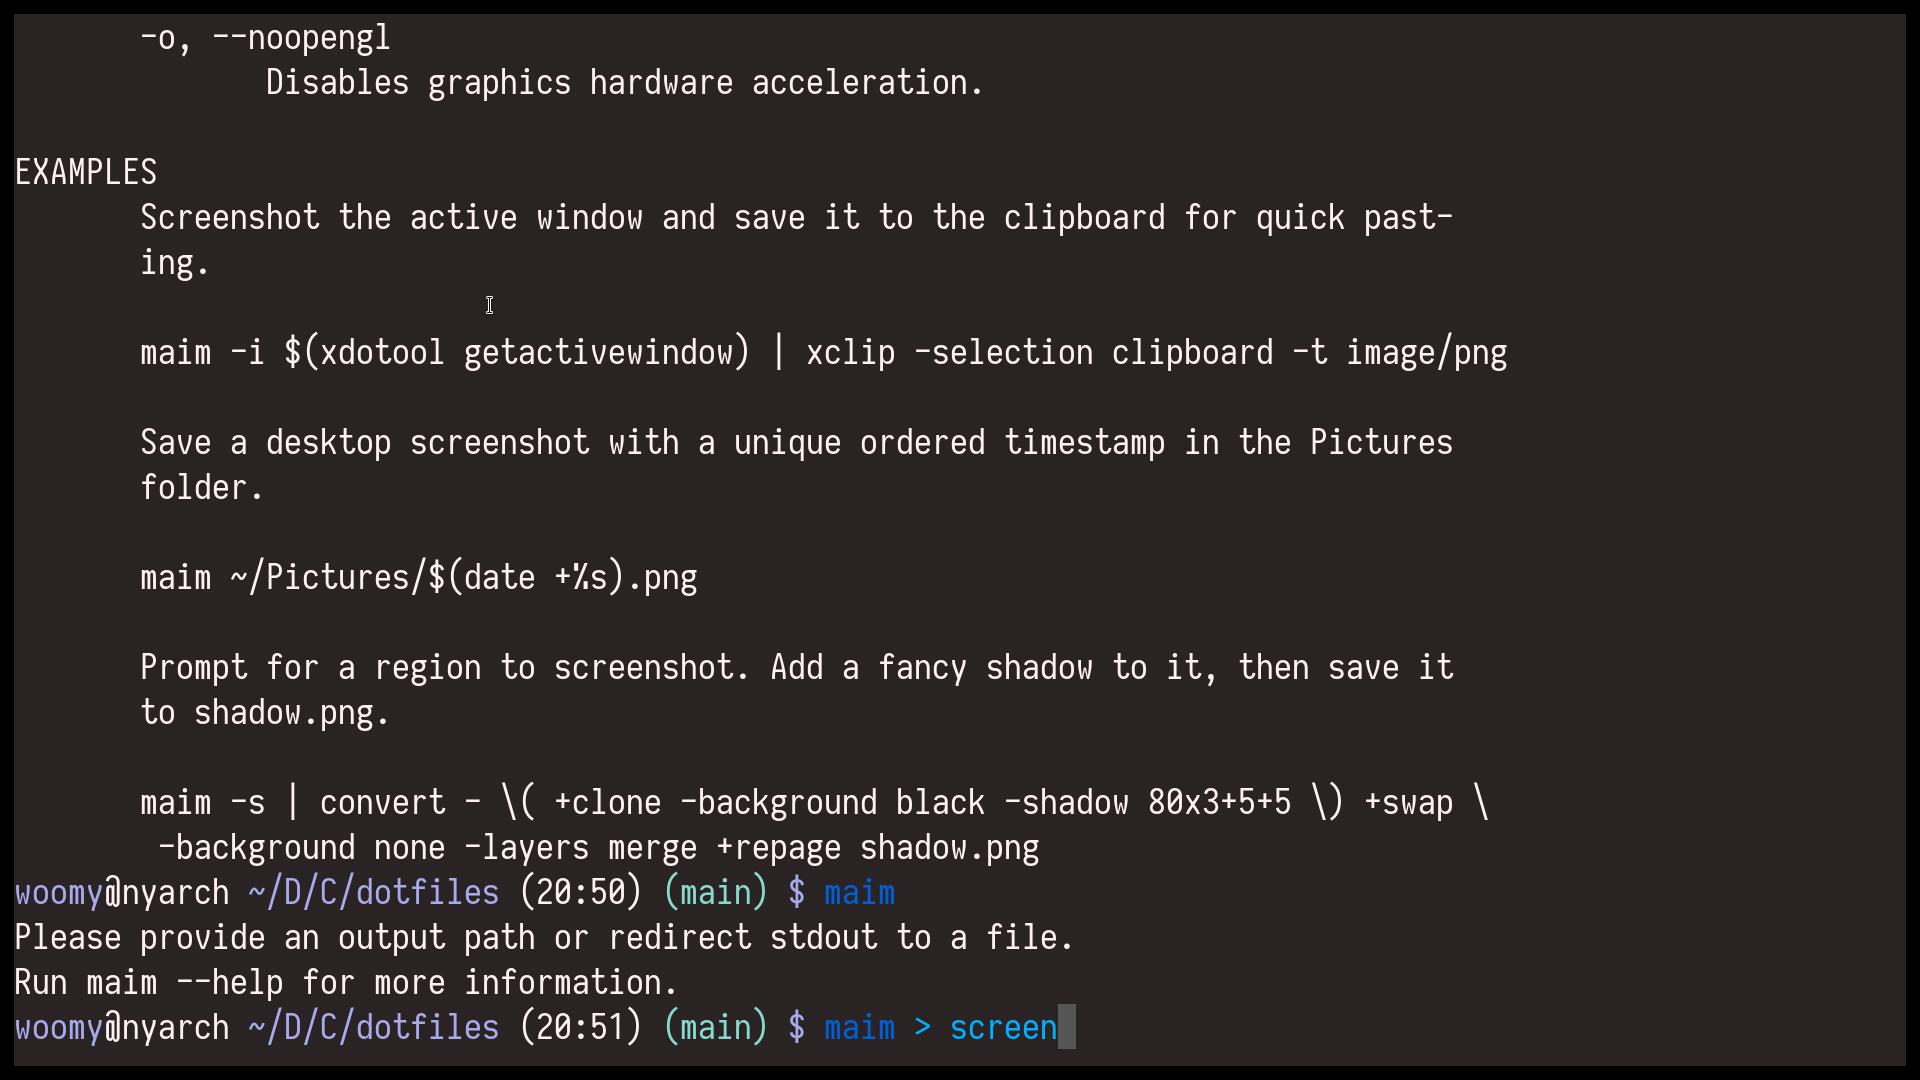 -o, --noopengl
Disables graphics hardware acceleration.
EXAMPLES
Screenshot the active window and save it to the clipboard for quick past-
ing.
maim -i $(xdotool getactivewindow) | xclip -selection clipboard -t image/png
Save a desktop screenshot with a unique ordered timestamp in the Pictures
folder.
maim ~/Pictures/$(date +%s).png
Prompt for a region to screenshot. Add a fancy shadow to it, then save it
to shadow.png.
maim -s | convert - \( +clone -background black -shadow 80x3+5+5 \) +swap \
-background none -layers merge +repage shadow.png
woomy@nyarch ~/D/C/dotfiles (20:50) (main) $ maim
Please provide an output path or redirect stdout to a file.
Run maim --help for more information.
woomy@nyarch ~/D/C/dotfiles (20:51) (main) $ maim > screen